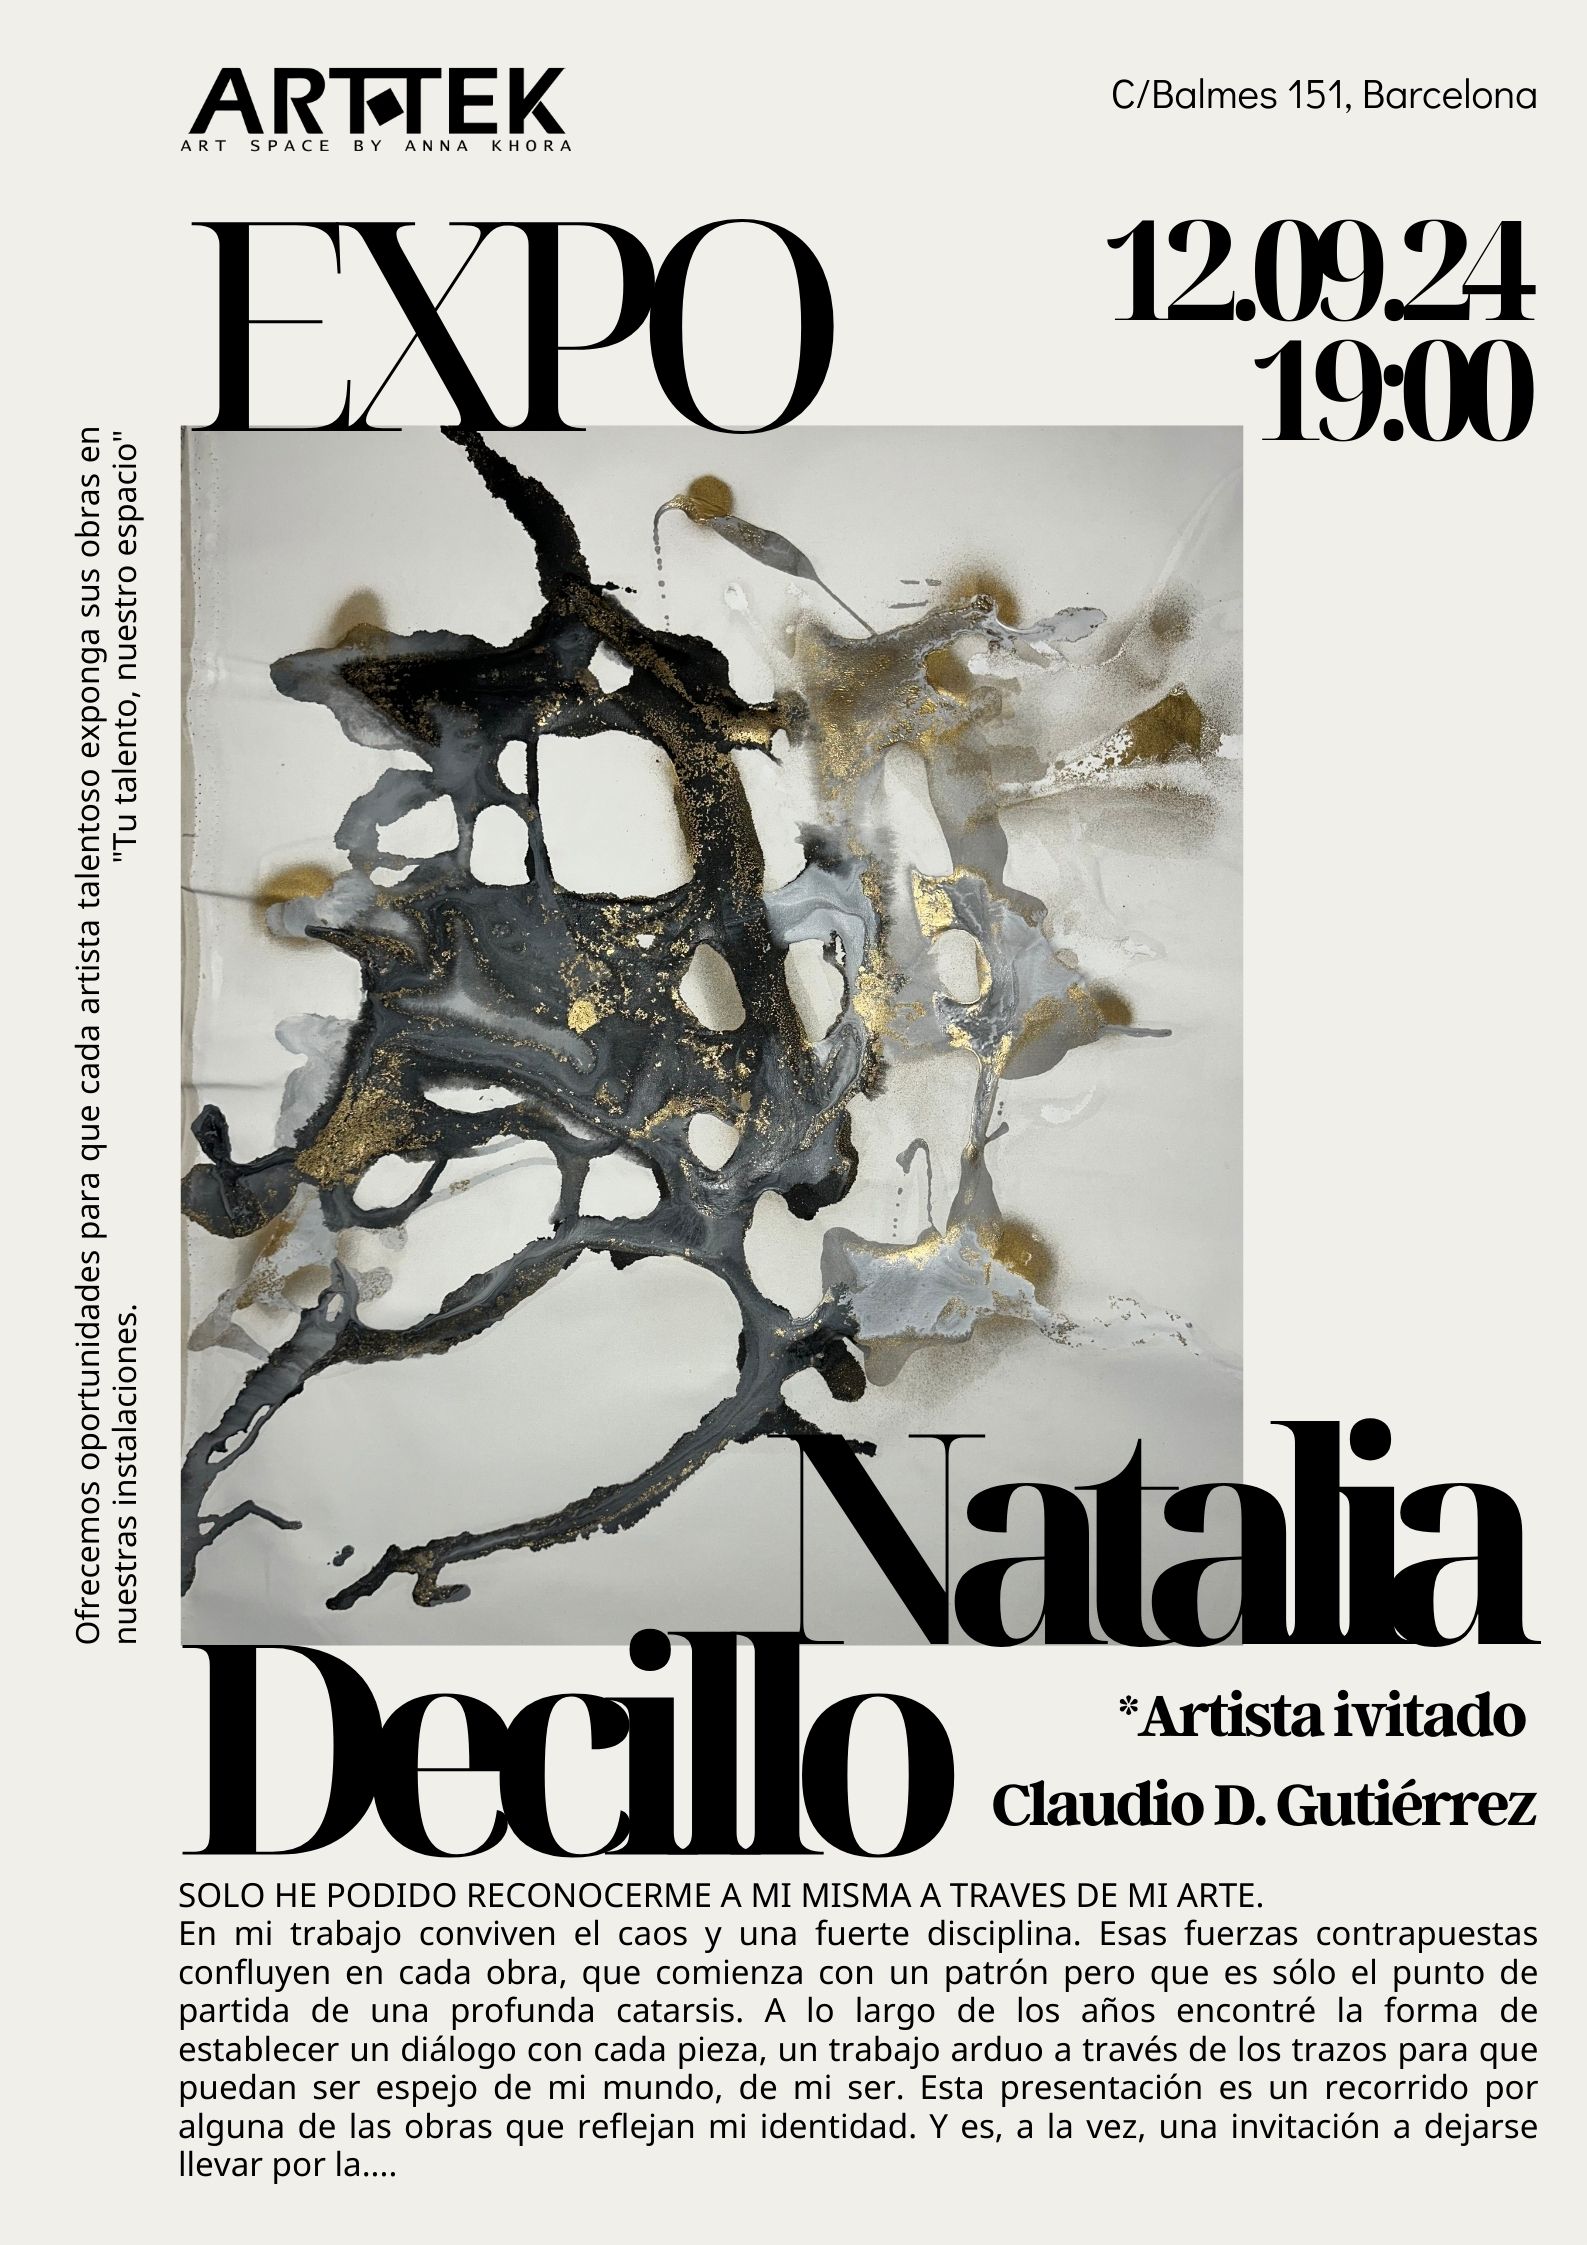 ARTTEK
ART SPACE BY ANNA KHORA
C/Balmes 151, Barcelona
EXPO
12.09.24
19:00
Ofrecemos oportunidades para que cada artista talentoso exponga sus obras en
nuestras instalaciones. "Tu talento, nuestro espacio"
Natalia
Decillo
*Artista ivitado
Claudio D. Gutiérrez
SOLO HE PODIDO RECONOCERME A MI MISMA A TRAVES DE MI ARTE.
En mi trabajo conviven el caos y una fuerte disciplina. Esas fuerzas contrapuestas
confluyen en cada obra, que comienza con un patrón pero que es sólo el punto de
partida de una profunda catarsis. A lo largo de los años encontré la forma de
establecer un diálogo con cada pieza, un trabajo arduo a través de los trazos para que
puedan ser espejo de mi mundo, de mi ser. Esta presentación es un recorrido por
alguna de las obras que reflejan mi identidad. Y es, a la vez, una invitación a dejarse
llevar por la....